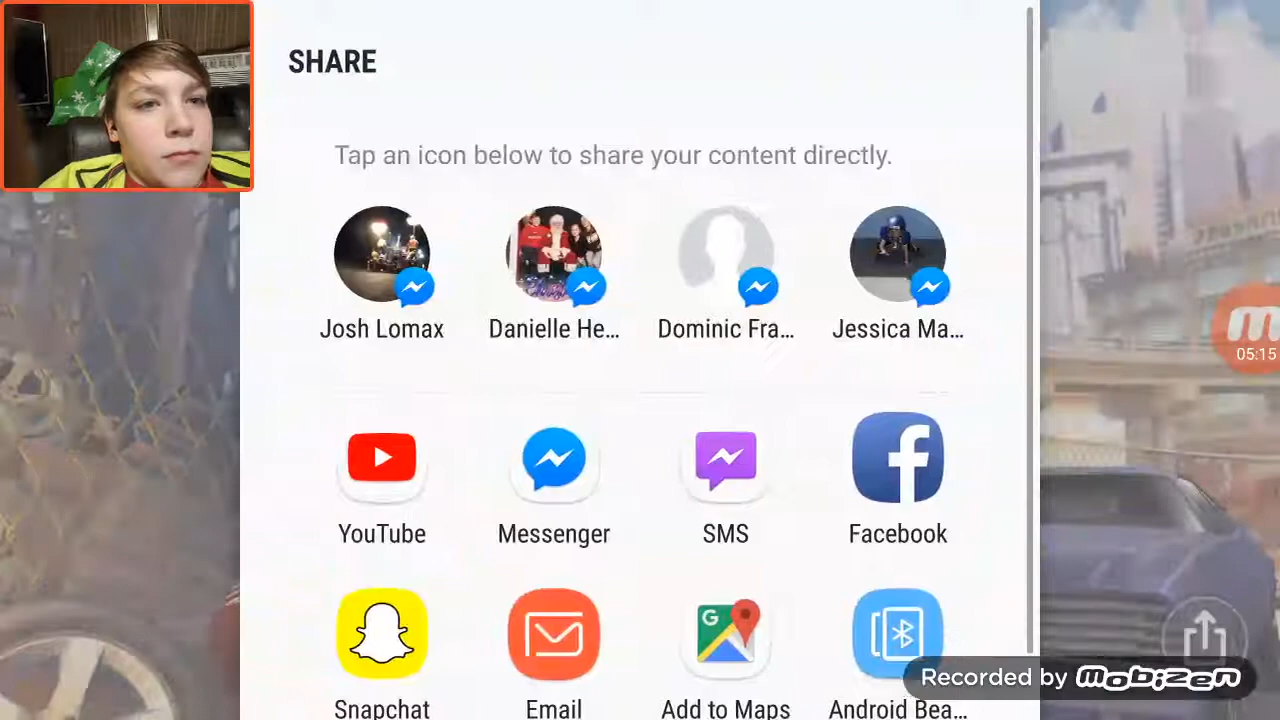 SHARE
Tap an icon below to share your content directly.
Josh Lomax Danielle He... Dominic Fra... Jessica Ma...
05:15
YouTube Messenger SMS Facebook
G
Snapchat Email Add to Maps Android Bea...
Recorded by mobizen